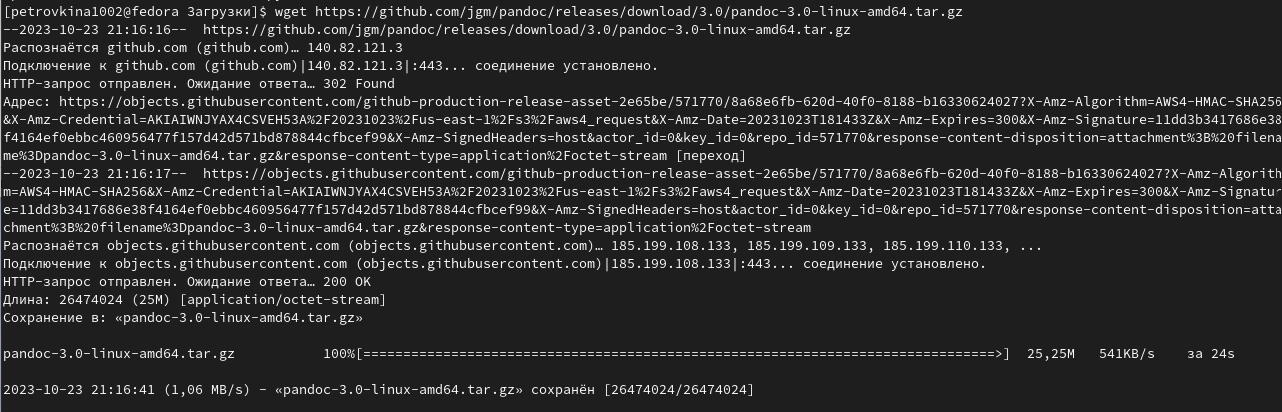 [petrovkina1002@fedora Загрузки]$ wget https://github.com/jgm/pandoc/releases/download/3.0/pandoc-3.0-linux-amd64.tar.gz
--2023-10-23 21:16:16--  https://github.com/jgm/pandoc/releases/download/3.0/pandoc-3.0-linux-amd64.tar.gz
Распознаётся github.com (github.com)… 140.82.121.3
Подключение к github.com (github.com)|140.82.121.3|:443... соединение установлено.
HTTP-запрос отправлен. Ожидание ответа… 302 Found
Адрес: https://objects.githubusercontent.com/github-production-release-asset-2e65be/571770/8a68e6fb-620d-40f0-8188-b16330624027?X-Amz-Algorithm=AWS4-HMAC-SHA256
&X-Amz-Credential=AKIAIWNJYAX4CSVEH53A%2F20231023%2Fus-east-1%2Fs3%2Faws4_request&X-Amz-Date=20231023T181433Z&X-Amz-Expires=300&X-Amz-Signature=11dd3b3417686e38
f4164ef0ebbc460956477f157d42d571bd878844cfbcef99&X-Amz-SignedHeaders=host&actor_id=0&key_id=0&repo_id=571770&response-content-disposition=attachment%3B%20filena
me%3Dpandoc-3.0-linux-amd64.tar.gz&response-content-type=application%2Foctet-stream [переход]
--2023-10-23 21:16:17--  https://objects.githubusercontent.com/github-production-release-asset-2e65be/571770/8a68e6fb-620d-40f0-8188-b16330624027?X-Amz-Algorith
m=AWS4-HMAC-SHA256&X-Amz-Credential=AKIAIWNJYAX4CSVEH53A%2F20231023%2Fus-east-1%2Fs3%2Faws4_request&X-Amz-Date=20231023T181433Z&X-Amz-Expires=300&X-Amz-Signatur
e=11dd3b3417686e38f4164ef0ebbc460956477f157d42d571bd878844cfbcef99&X-Amz-SignedHeaders=host&actor_id=0&key_id=0&repo_id=571770&response-content-disposition=atta
chment%3B%20filename%3Dpandoc-3.0-linux-amd64.tar.gz&response-content-type=application%2Foctet-stream
Распознаётся objects.githubusercontent.com (objects.githubusercontent.com)… 185.199.108.133, 185.199.109.133, 185.199.110.133, ...
Подключение к objects.githubusercontent.com (objects.githubusercontent.com)|185.199.108.133|:443... соединение установлено.
HTTP-запрос отправлен. Ожидание ответа… 200 OK
Длина: 26474024 (25M) [application/octet-stream]
Сохранение в: «pandoc-3.0-linux-amd64.tar.gz»
pandoc-3.0-linux-amd64.tar.gz 100%[=================================================================================>] 25,25M 541KB/s за 24s
2023-10-23 21:16:41 (1,06 MB/s) - «pandoc-3.0-linux-amd64.tar.gz» сохранён [26474024/26474024]